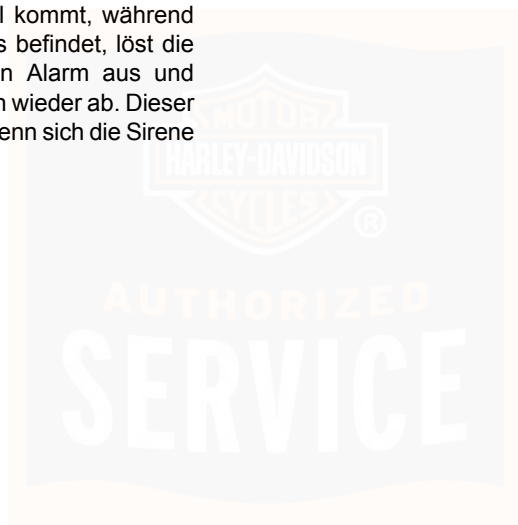 l kommt, während
s befindet, löst die
n Alarm aus und
n wieder ab. Dieser
enn sich die Sirene
MOTOR
HARLEY-DAVIDSON
CYCLES
®
AUTHORIZED
SERVICE